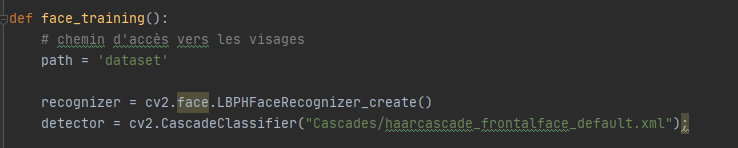 def face_training():
# chemin d'accès vers les visages
path = 'dataset'
recognizer = cv2.face.LBPHFaceRecognizer_create()
detector = cv2.CascadeClassifier("Cascades/haarcascade_frontalface_default.xml");